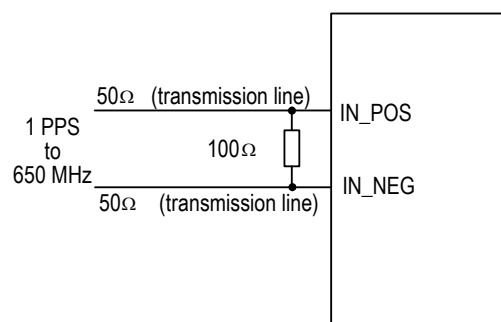 50Ω (transmission line)
IN_POS
1 PPS
to
650 MHz
100Ω
IN_NEG
50Ω (transmission line)